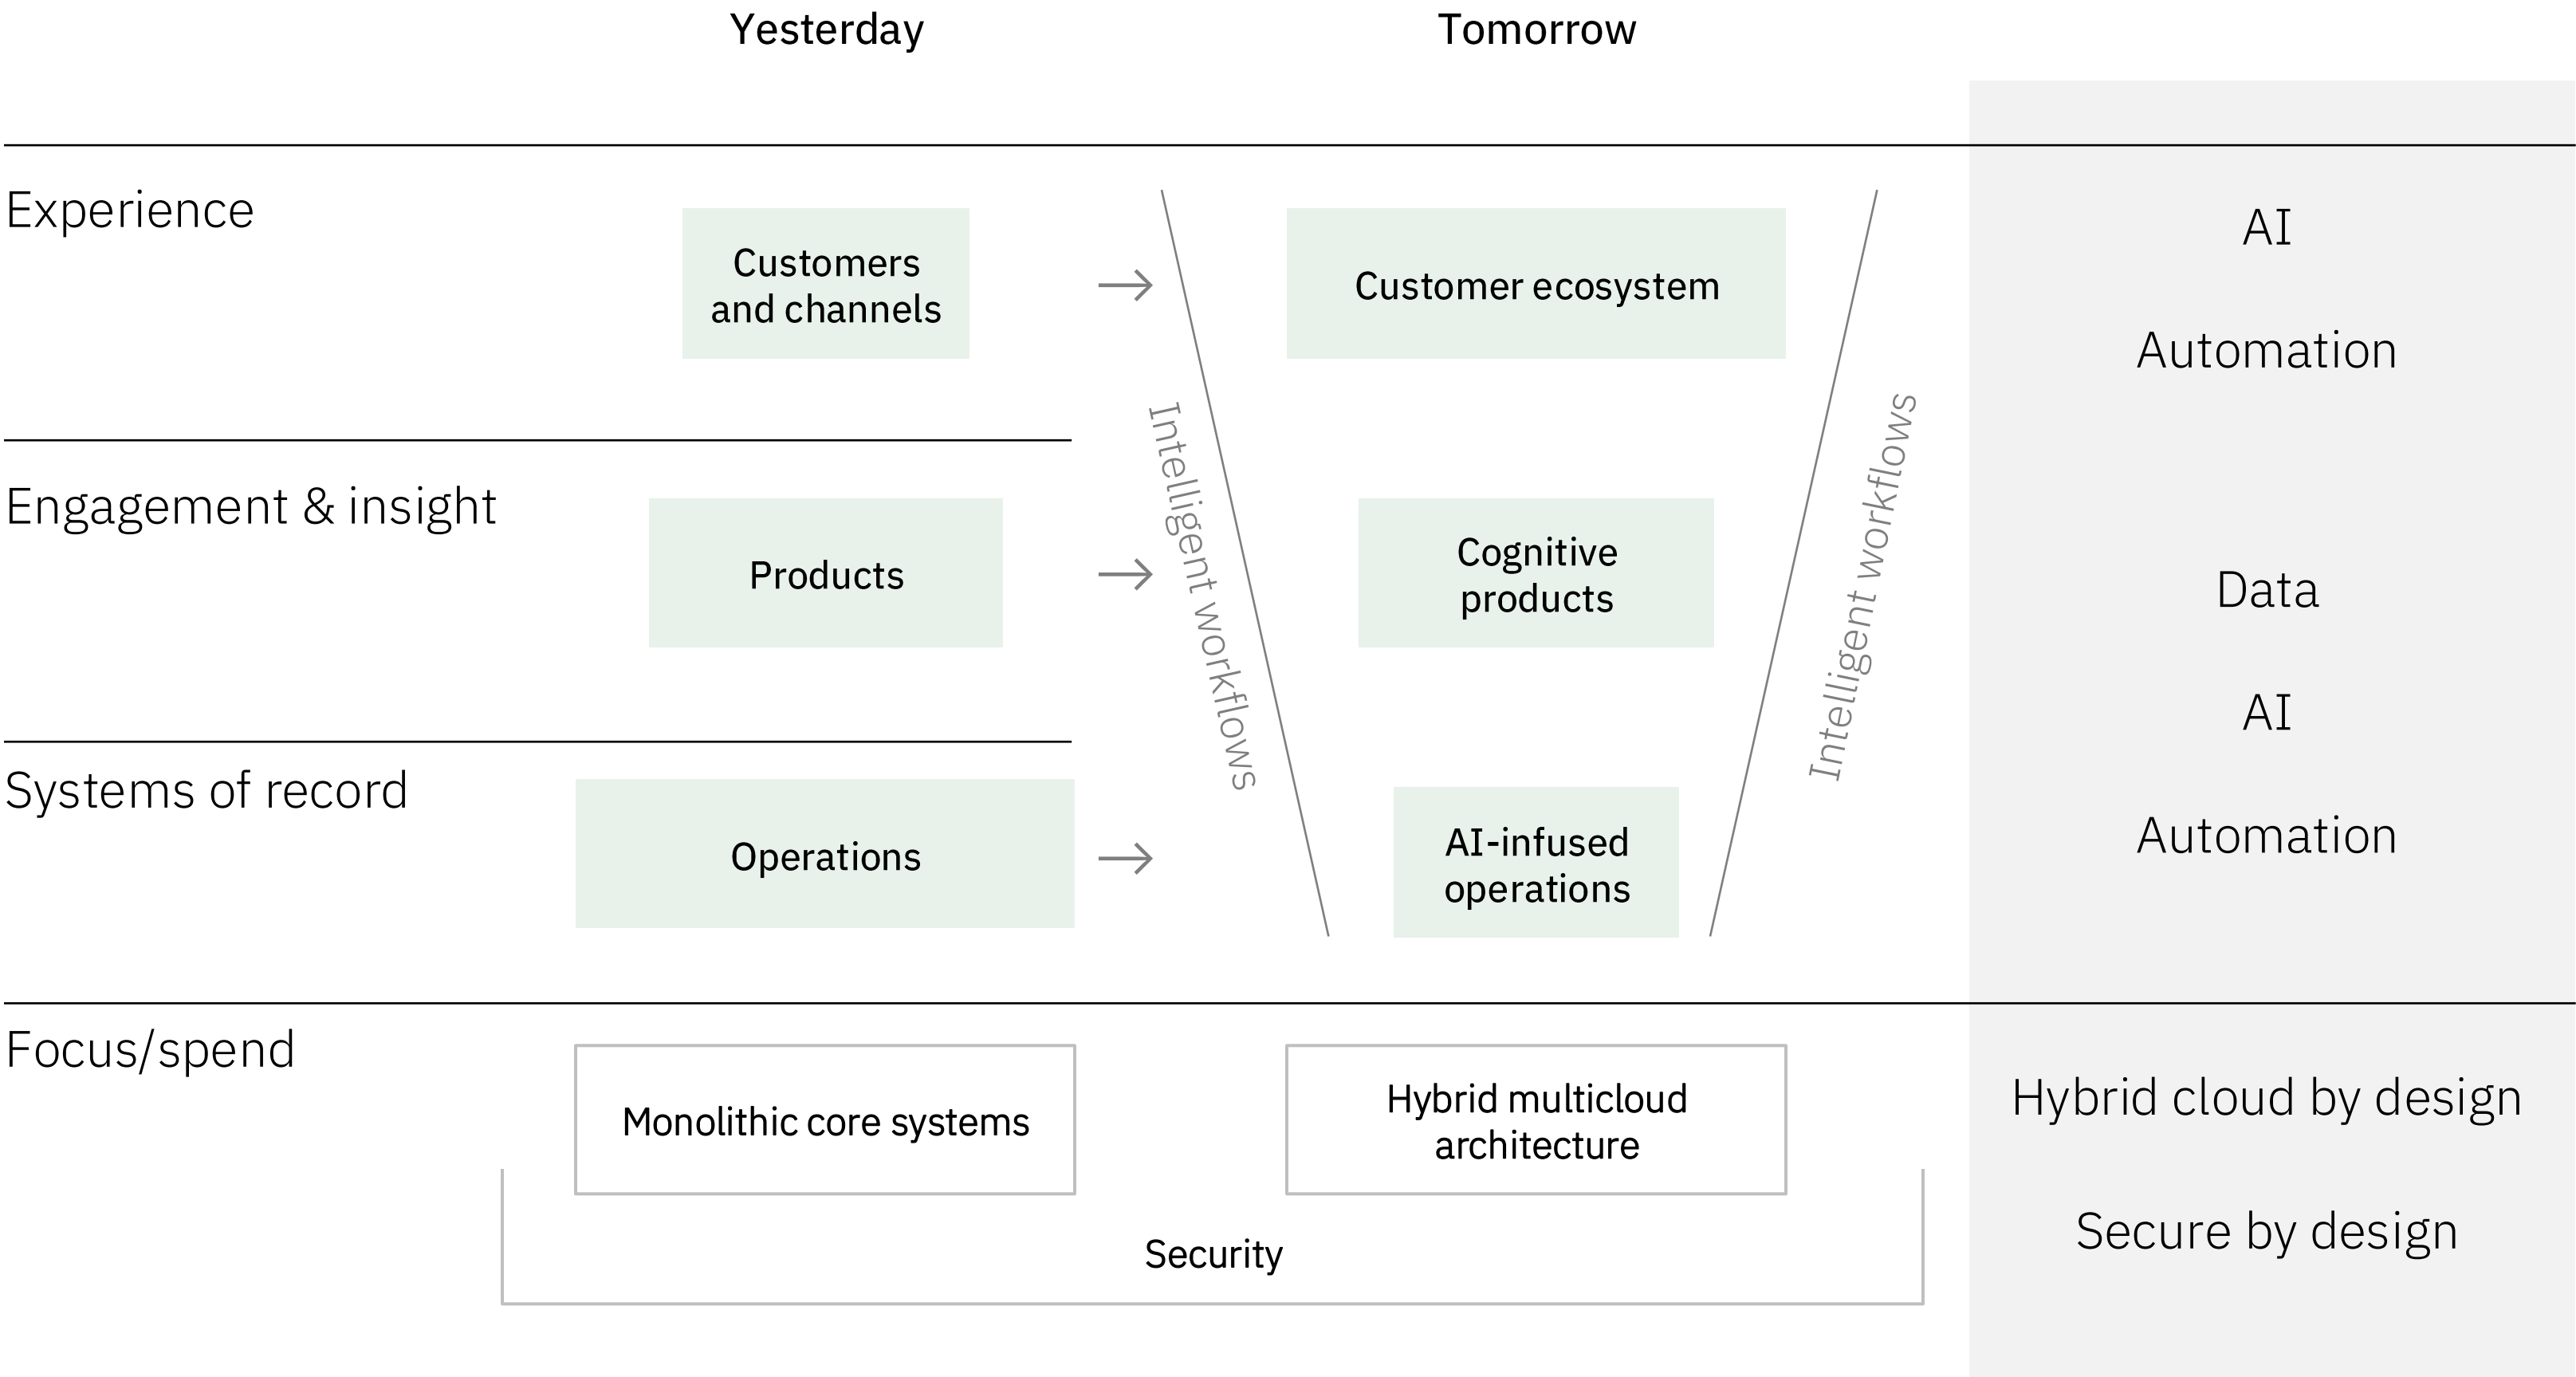 Yesterday
Tomorrow
Experience
Customers
and channels
Customer ecosystem
AI
Automation
Intelligent workflows
Intelligent workflows
Engagement & insight
Products
Cognitive
products
Data
AI
Automation
Systems of record
Operations
AI-infused
operations
Focus/spend
Monolithic core systems
Hybrid multicloud
architecture
Hybrid cloud by design
Security
Secure by design